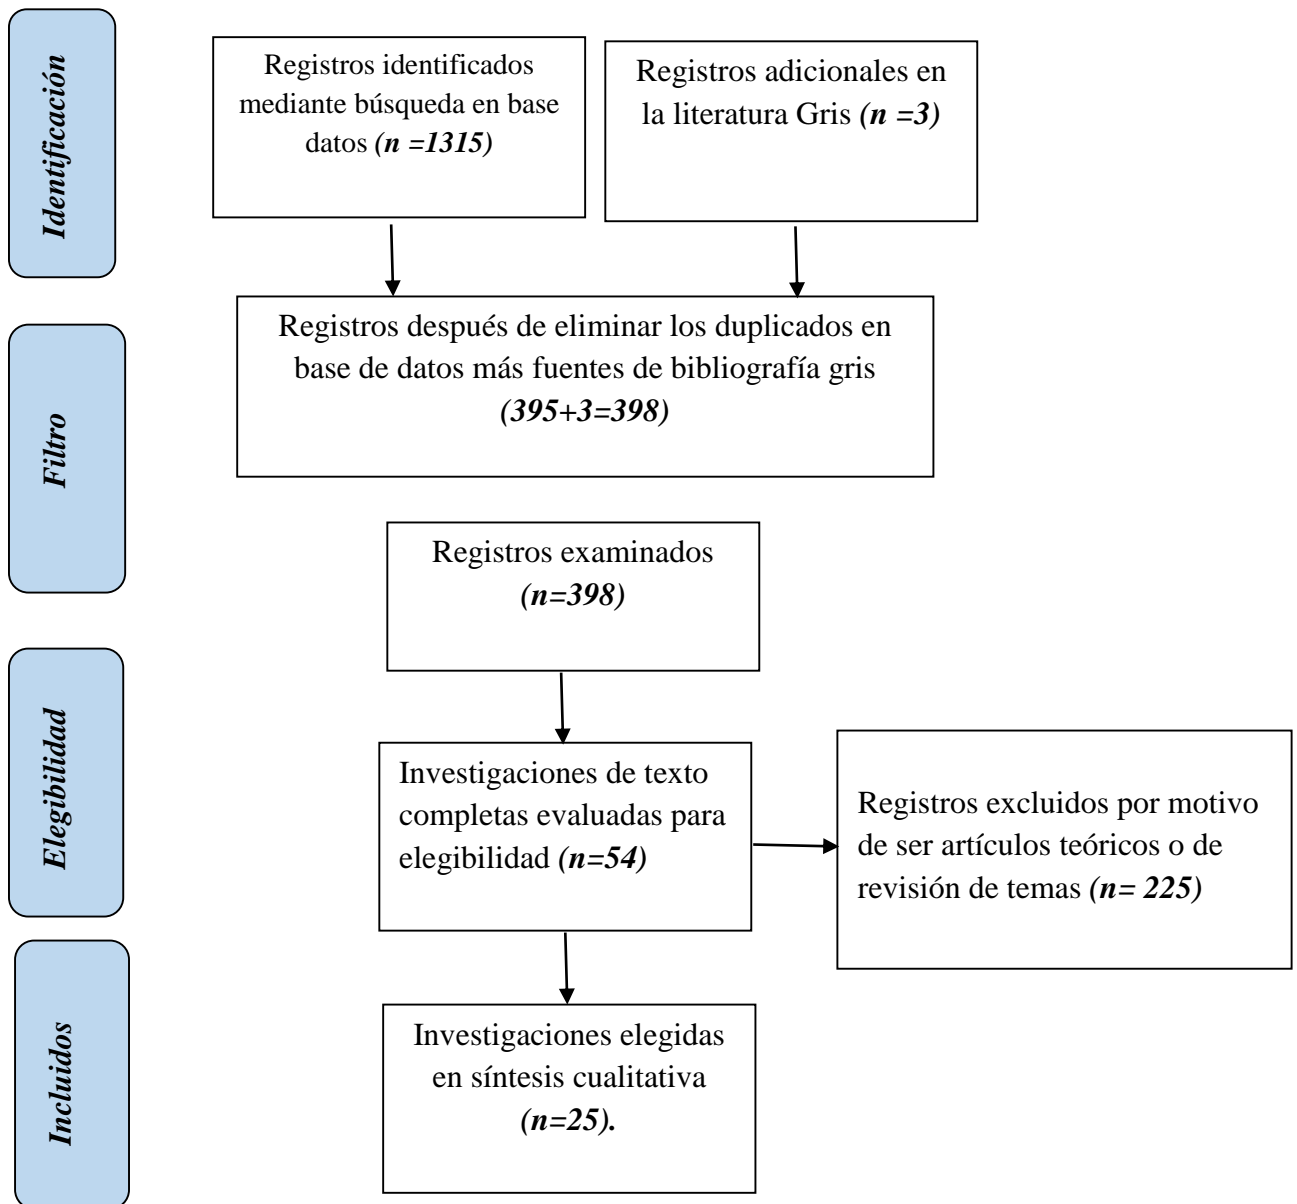 Identificación
Registros identificados
mediante búsqueda en base
datos (n =1315)
Registros adicionales en
la literatura Gris (n =3)
Filtro
Registros después de eliminar los duplicados en
base de datos más fuentes de bibliografía gris
(395+3=398)
Registros examinados
(n=398)
Elegibilidad
Investigaciones de texto
completas evaluadas para
elegibilidad (n=54)
Registros excluidos por motivo
de ser artículos teóricos o de
revisión de temas (n= 225)
Incluidos
Investigaciones elegidas
en síntesis cualitativa
(n=25).